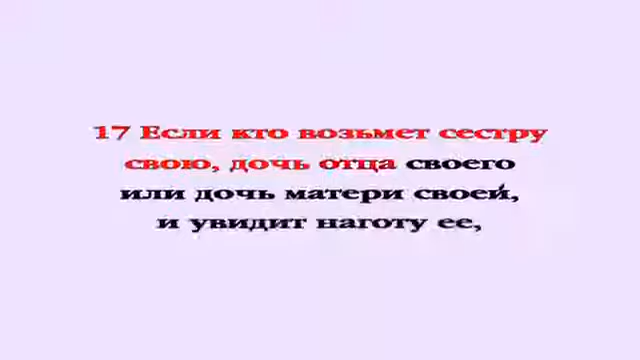 17 Если кто возьмет сестру
свою, дочь отца своего
или дочь матери своей,
и увидит наготу ее,